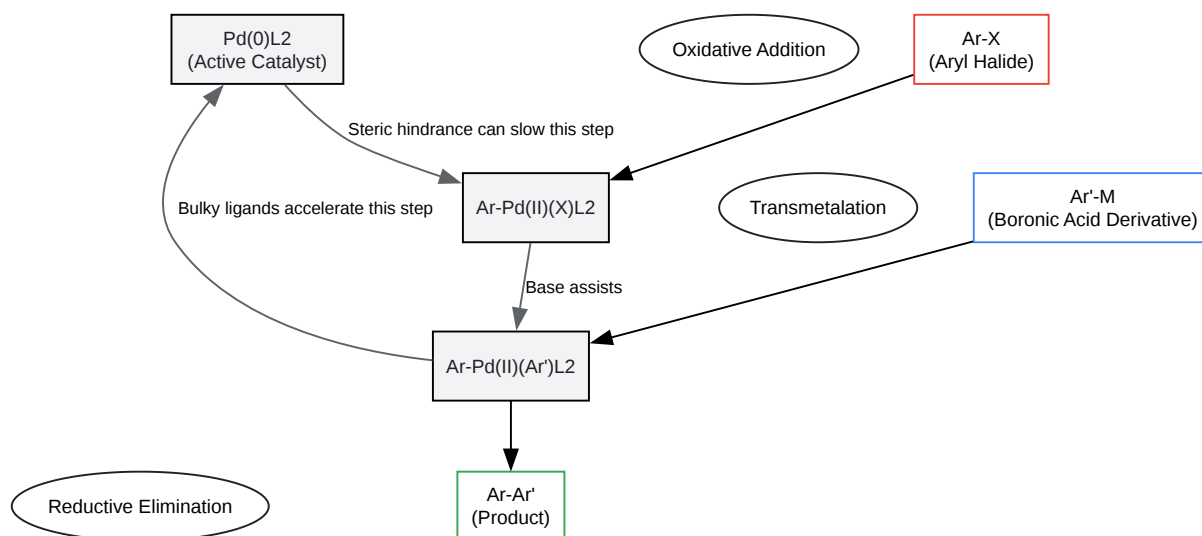 Pd(0)L2
(Active Catalyst)
Oxidative Addition
Ar-X
(Aryl Halide)
Steric hindrance can slow this step
Bulky ligands accelerate this step
Ar-Pd(II)(X)L2
Transmetalation
Ar'-M
(Boronic Acid Derivative)
Base assists
Ar-Pd(II)(Ar')L2
Reductive Elimination
Ar-Ar'
(Product)